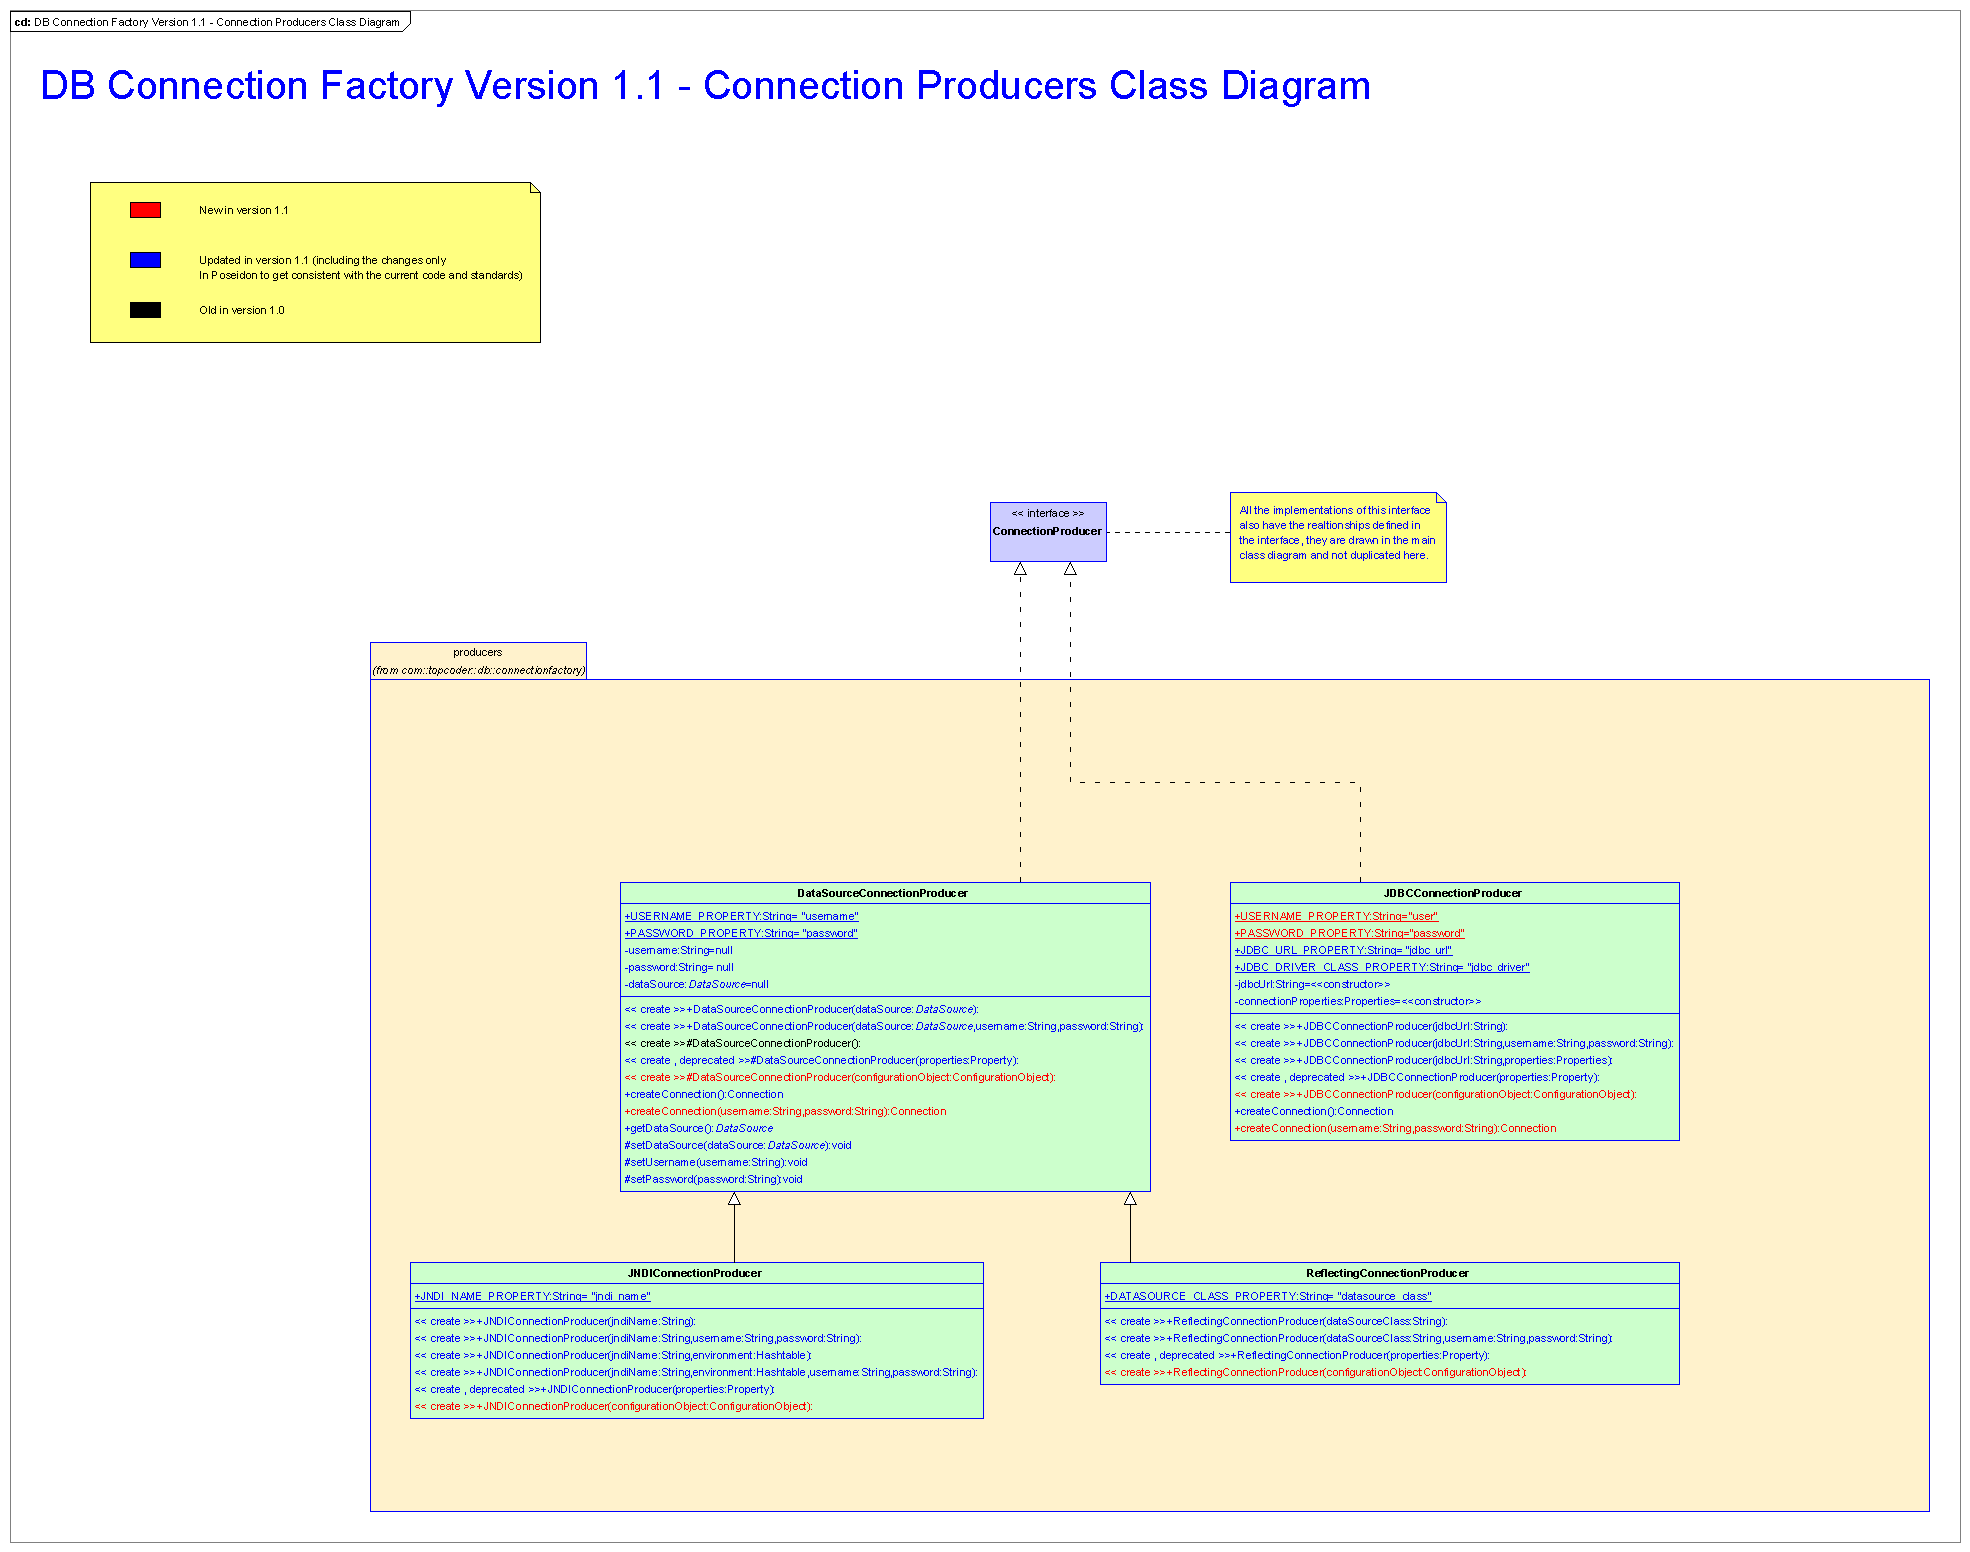 cd: DB Connection Factory Version 1.1 - Connection Producers Class Diagram
DB Connection Factory Version 1.1 - Connection Producers Class Diagram
New in version 1.1
Updated in version 1.1 (including the changes only
In Poseidon to get consistent with the current code and standards)
Old in version 1.0
<< interface >>
ConnectionProducer
All the implementations of this interface
also have the realtionships defined in
the interface, they are drawn in the main
class diagram and not duplicated here.
producers
(from com::topcoder::db::connectionfactory)
DataSourceConnectionProducer
+USERNAME_PROPERTY:String= "username"
+PASSWORD_PROPERTY:String= "password"
-username:String=null
-password:String= null
-dataSource:DataSource=null
<< create >>+DataSourceConnectionProducer(dataSource:DataSource):
<< create >>+DataSourceConnectionProducer(dataSource:DataSource,username:String,password:String):
<< create >>#DataSourceConnectionProducer():
<< create , deprecated >>#DataSourceConnectionProducer(properties:Property):
<< create >>#DataSourceConnectionProducer(configurationObject:ConfigurationObject):
+createConnection():Connection
+createConnection(username:String,password:String):Connection
+getDataSource():DataSource
#setDataSource(dataSource:DataSource):void
#setUsername(username:String):void
#setPassword(password:String):void
JDBCConnectionProducer
+USERNAME_PROPERTY:String="user"
+PASSWORD_PROPERTY:String="password"
+JDBC_URL_PROPERTY:String= "jdbc_url"
+JDBC_DRIVER_CLASS_PROPERTY:String= "jdbc_driver"
-jdbcUrl:String=<<constructor>>
-connectionProperties:Properties=<<constructor>>
<< create >>+JDBCConnectionProducer(jdbcUrl:String):
<< create >>+JDBCConnectionProducer(jdbcUrl:String,username:String,password:String):
<< create >>+JDBCConnectionProducer(jdbcUrl:String,properties:Properties):
<< create , deprecated >>+JDBCConnectionProducer(properties:Property):
<< create >>+JDBCConnectionProducer(configurationObject:ConfigurationObject):
+createConnection():Connection
+createConnection(username:String,password:String):Connection
JNDIConnectionProducer
+JNDI_NAME_PROPERTY:String= "jndi_name"
<< create >>+JNDIConnectionProducer(jndiName:String):
<< create >>+JNDIConnectionProducer(jndiName:String,username:String,password:String):
<< create >>+JNDIConnectionProducer(jndiName:String,environment:Hashtable):
<< create >>+JNDIConnectionProducer(jndiName:String,environment:Hashtable,username:String,password:String):
<< create , deprecated >>+JNDIConnectionProducer(properties:Property):
<< create >>+JNDIConnectionProducer(configurationObject:ConfigurationObject):
ReflectingConnectionProducer
+DATASOURCE_CLASS_PROPERTY:String= "datasource_class"
<< create >>+ReflectingConnectionProducer(dataSourceClass:String):
<< create >>+ReflectingConnectionProducer(dataSourceClass:String,username:String,password:String):
<< create , deprecated >>+ReflectingConnectionProducer(properties:Property):
<< create >>+ReflectingConnectionProducer(configurationObject:ConfigurationObject):